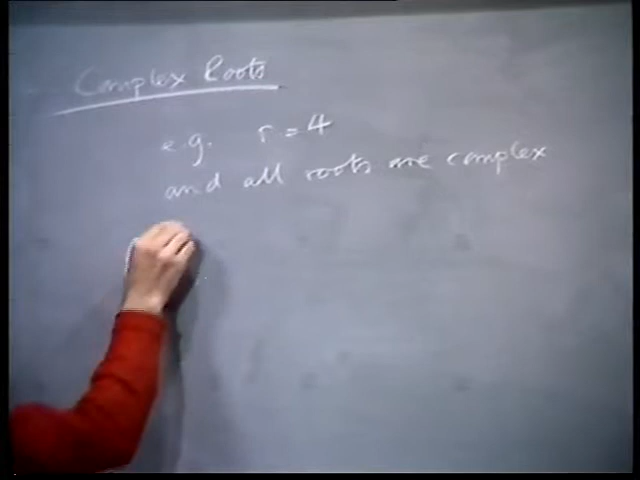 Complex Roots
e.g. r = 4
and all roots are complex